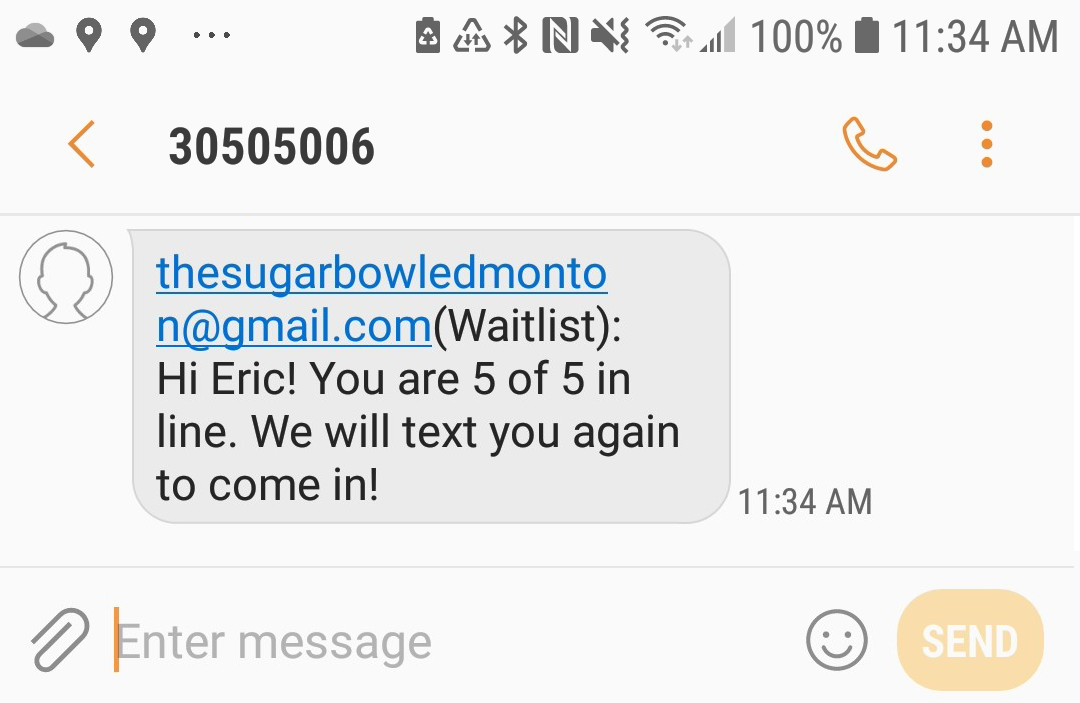 100% 11:34 AM
30505006
thesugarbowledmonto
n@gmail.com(Waitlist):
Hi Eric! You are 5 of 5 in
line. We will text you again
to come in!
11:34 AM
Enter message
SEND